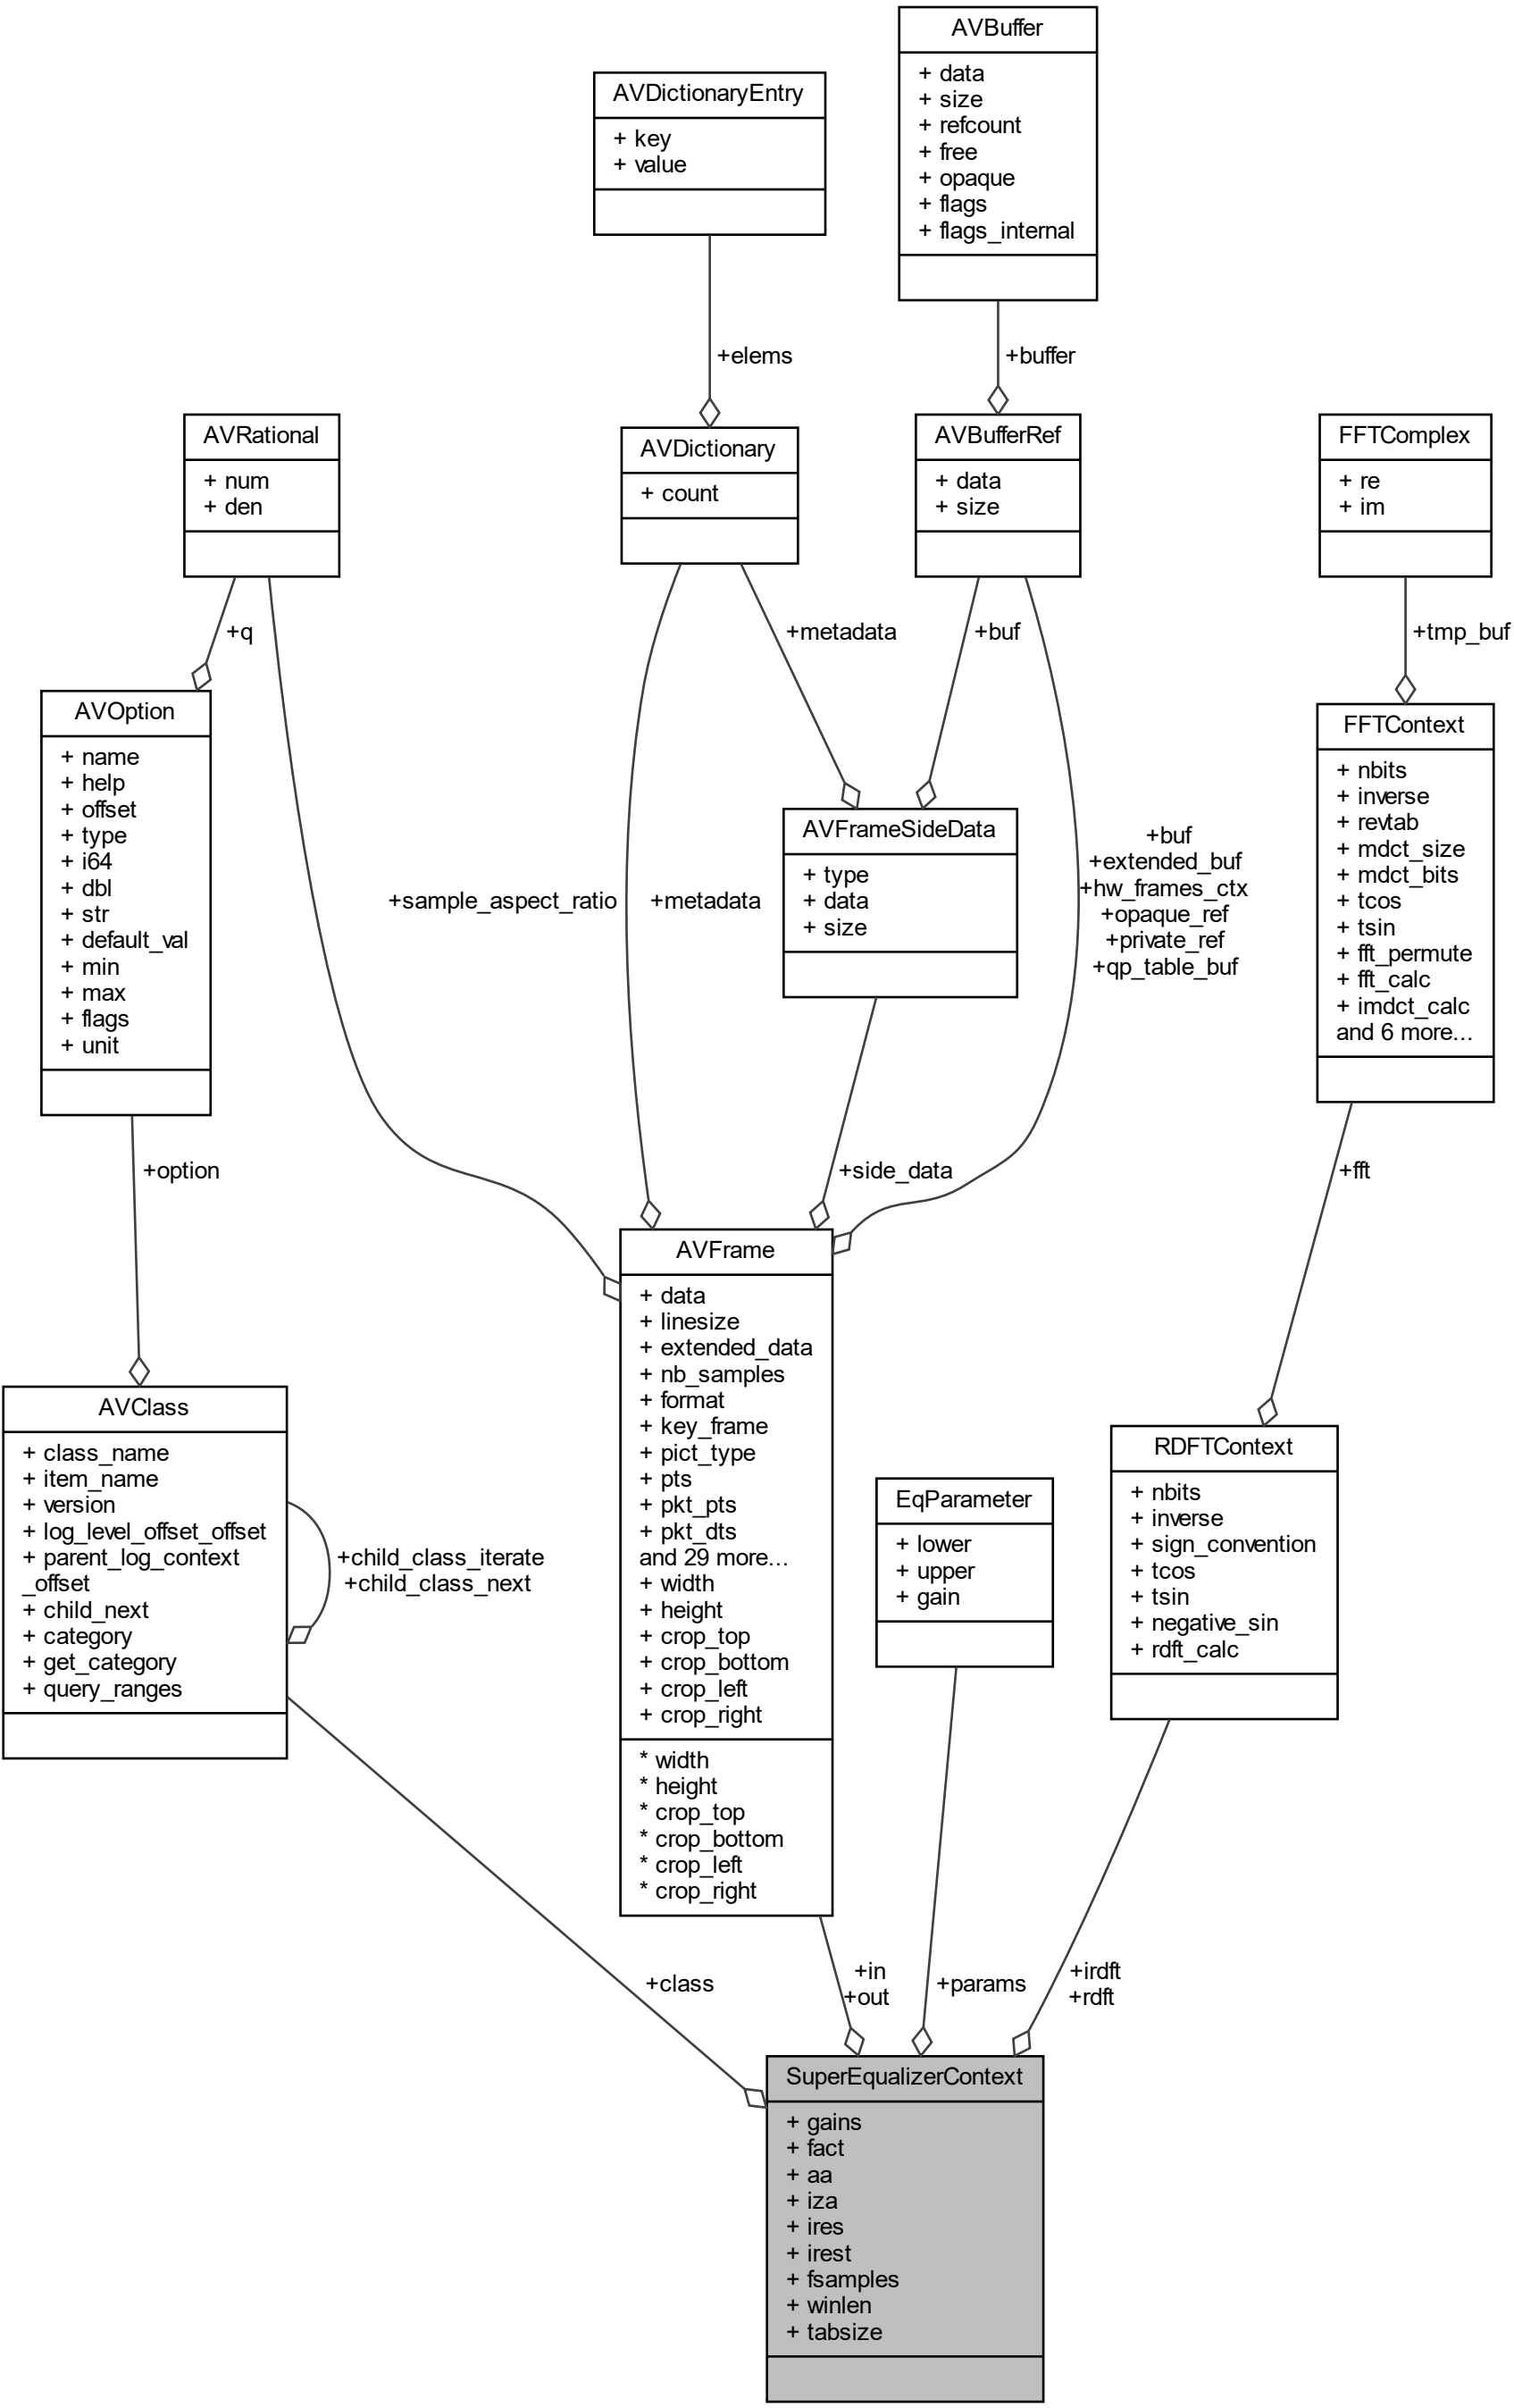 AVBuffer
+ data
+ size
+ refcount
+ free
+ opaque
+ flags
+ flags_internal
AVDictionaryEntry
+ key
+ value
+elems
+buffer
AVRational
+ num
+ den
AVDictionary
+ count
AVBufferRef
+ data
+ size
FFTComplex
+ re
+ im
+q
+metadata
+buf
+tmp_buf
AVOption
+ name
+ help
+ offset
+ type
+ i64
+ dbl
+ str
+ default_val
+ min
+ max
+ flags
+ unit
+sample_aspect_ratio
+metadata
AVFrameSideData
+ type
+ data
+ size
+buf
+extended_buf
+hw_frames_ctx
+opaque_ref
+private_ref
+qp_table_buf
FFTContext
+ nbits
+ inverse
+ revtab
+ mdct_size
+ mdct_bits
+ tcos
+ tsin
+ fft_permute
+ fft_calc
+ imdct_calc
and 6 more...
+option
+side_data
+fft
AVClass
+ class_name
+ item_name
+ version
+ log_level_offset_offset
+ parent_log_context
_offset
+ child_next
+ category
+ get_category
+ query_ranges
+child_class_iterate
+child_class_next
AVFrame
+ data
+ linesize
+ extended_data
+ nb_samples
+ format
+ key_frame
+ pict_type
+ pts
+ pkt_pts
+ pkt_dts
and 29 more...
+ width
+ height
+ crop_top
+ crop_bottom
+ crop_left
+ crop_right
* width
* height
* crop_top
* crop_bottom
* crop_left
* crop_right
EqParameter
+ lower
+ upper
+ gain
RDFTContext
+ nbits
+ inverse
+ sign_convention
+ tcos
+ tsin
+ negative_sin
+ rdft_calc
+class
+in
+out
+params
+irdft
+rdft
SuperEqualizerContext
+ gains
+ fact
+ aa
+ iza
+ ires
+ irest
+ fsamples
+ winlen
+ tabsize